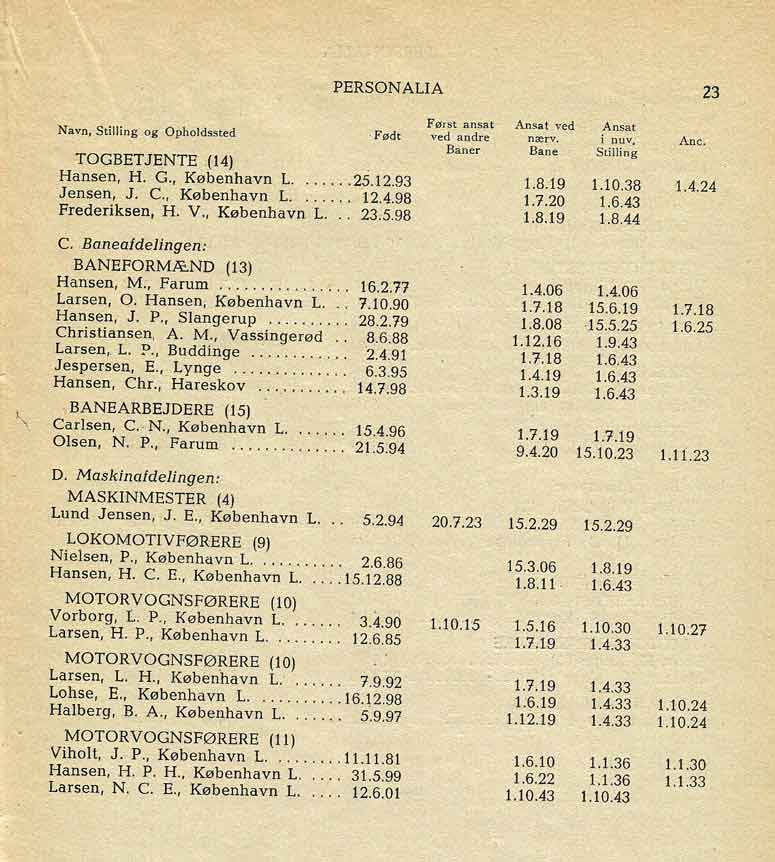 PERSONALIA 23
Navn, Stilling og Opholdssted Født Først ansat ved andre Baner Ansat ved nærv. Bane Ansat i nuv. Stilling Anc.
TOGBETJENTE (14)
Hansen, H. G., København L. ...... 25.12.93 1.8.19 1.10.38 1.4.24
Jensen, J. C., København L. ...... 12.4.98 1.7.20 1.6.43
Frederiksen, H. V., København L. .. 23.5.98 1.8.19 1.8.44
C. Baneafdelingen:
BANEFORMÆND (13)
Hansen, M., Farum ............... 16.2.77 1.4.06 1.4.06
Larsen, O. Hansen, København L. .. 7.10.90 1.7.18 15.6.19 1.7.18
Hansen, J. P., Slangerup .......... 28.2.79 1.8.08 15.5.25 1.6.25
Christiansen, A. M., Vassingerød .. 8.6.88 1.12.16 1.9.43
Larsen, L. P., Buddinge ........... 2.4.91 1.7.18 1.6.43
Jespersen, E., Lynge ............. 6.3.95 1.4.19 1.6.43
Hansen, Chr., Hareskov .......... 14.7.98 1.3.19 1.6.43
BANEARBEJDERE (15)
Carlsen, C. N., København L. ...... 15.4.96 1.7.19 1.7.19
Olsen, N. P., Farum .............. 21.5.94 9.4.20 15.10.23 1.11.23
D. Maskinafdelingen:
MASKINMESTER (4)
Lund Jensen, J. E., København L. .. 5.2.94 20.7.23 15.2.29 15.2.29
LOKOMOTIVFØRERE (9)
Nielsen, P., København L. .......... 2.6.86 15.3.06 1.8.19
Hansen, H. C. E., København L. .... 15.12.88 1.8.11 1.6.43
MOTORVOGNSFØRERE (10)
Vorborg, L. P., København L. ...... 3.4.90 1.10.15 1.5.16 1.10.30 1.10.27
Larsen, H. P., København L. ........ 12.6.85 1.7.19 1.4.33
MOTORVOGNSFØRERE (10)
Larsen, L. H., København L. ...... 7.9.92 1.7.19 1.4.33
Lohse, E., København L. .......... 16.12.98 1.6.19 1.4.33 1.10.24
Halberg, B. A., København L. ...... 5.9.97 1.12.19 1.4.33 1.10.24
MOTORVOGNSFØRERE (11)
Viholt, J. P., København L. ........ 11.11.81 1.6.10 1.1.36 1.1.30
Hansen, H. P. H., København L. .... 31.5.99 1.6.22 1.1.36 1.1.33
Larsen, N. C. E., København L. .... 12.6.01 1.10.43 1.10.43